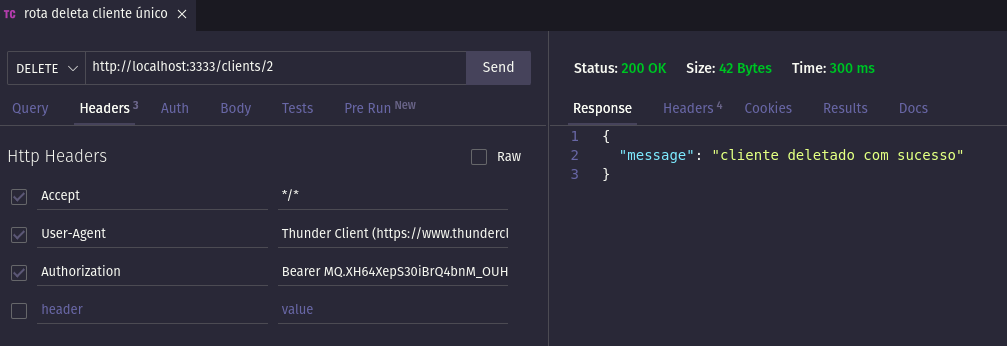 TC rota deleta cliente único ×
DELETE http://localhost:3333/clients/2 Send
Query Headers 3 Auth Body Tests Pre Run New
Http Headers Raw
Accept */*
User-Agent Thunder Client (https://www.thundercl
Authorization Bearer MQ.XH64XepS30iBrQ4bnM_OUH
header value
Status: 200 OK Size: 42 Bytes Time: 300 ms
Response Headers 4 Cookies Results Docs
1 {
2 "message": "cliente deletado com sucesso"
3 }